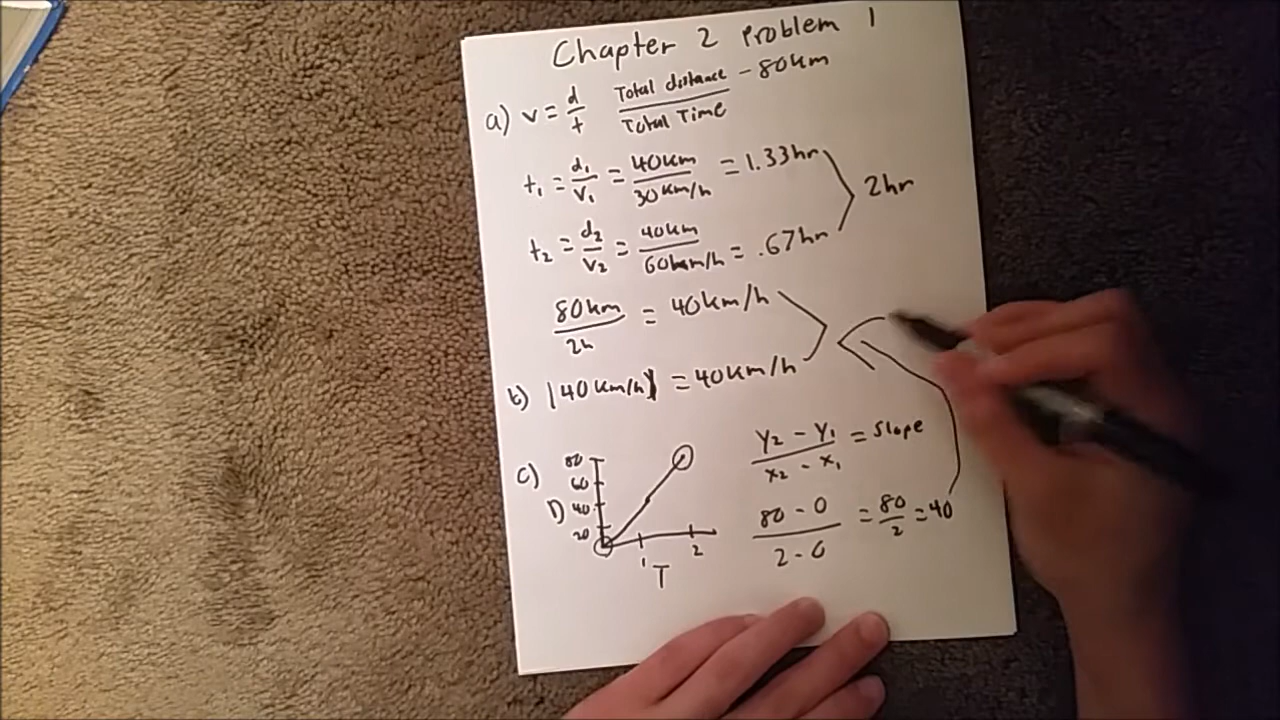 Chapter 2 Problem 1
a) v = d/t Total distance/Total Time - 80km
t₁ = d₁/v₁ = 40km/30km/h = 1.33hr
2hr
t₂ = d₂/v₂ = 40km/60km/h = .67hr
80km/2h = 40km/h
b) |40km/h| = 40km/h
Y₂ - Y₁/x₂ - x₁ = Slope
c) 80
60
D 40
20
1 2
T
80 - 0/2 - 0 = 80/2 = 40